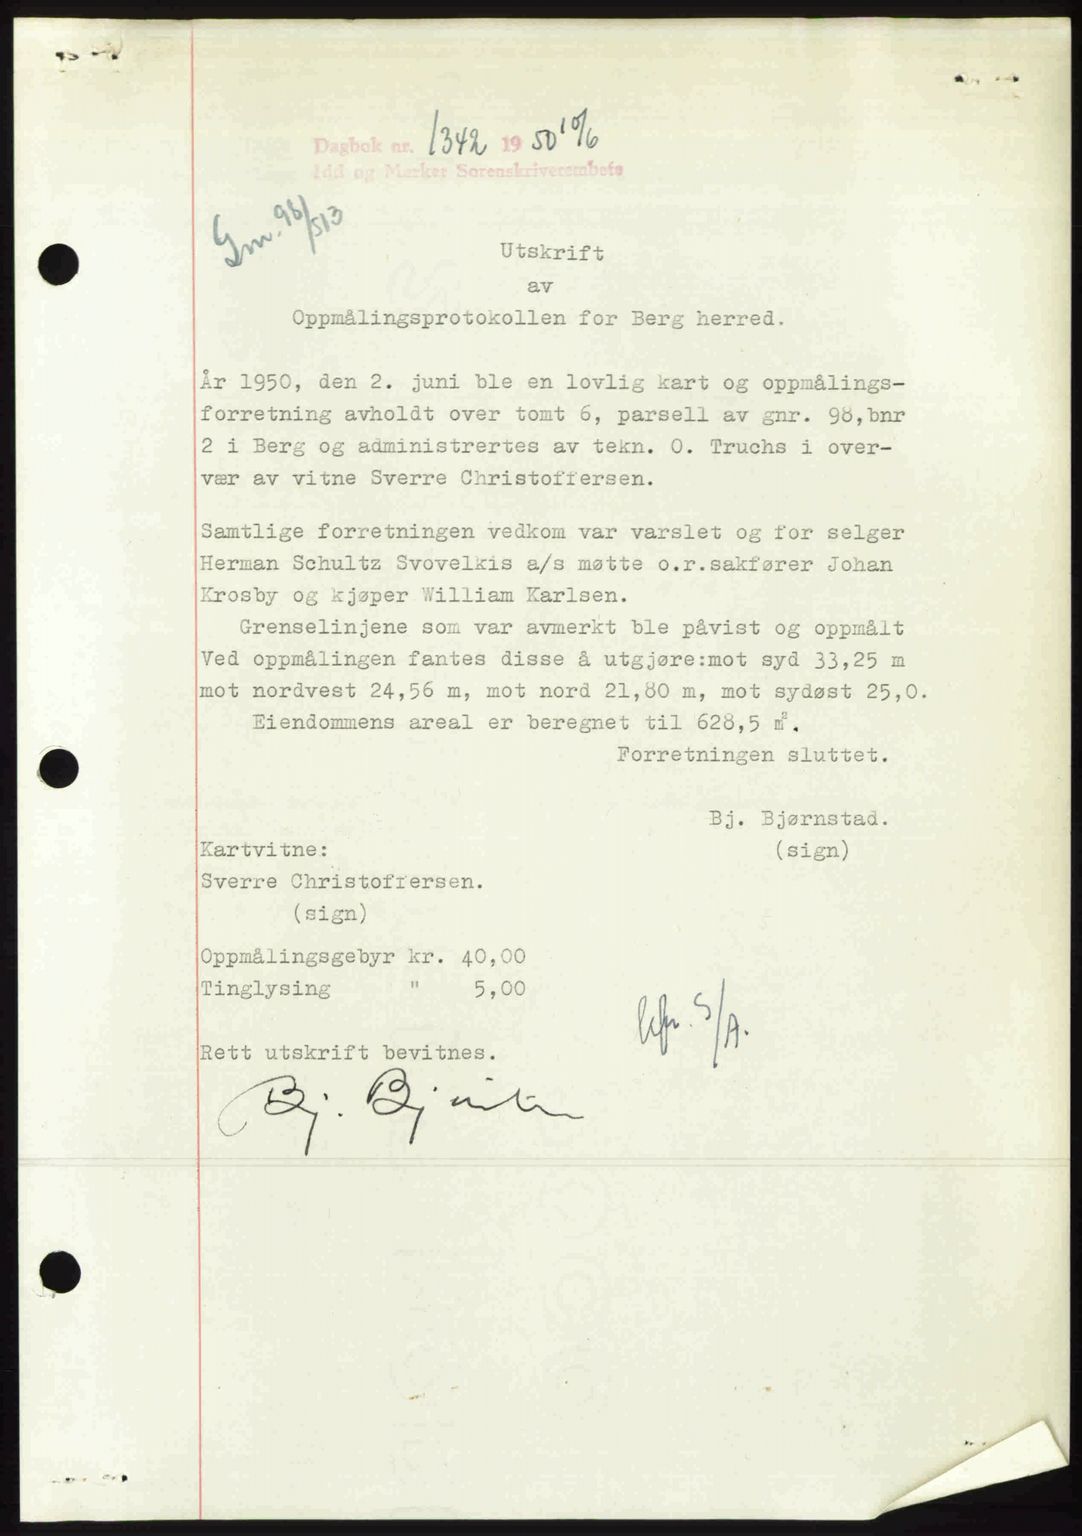 Dagbok nr. 1342 1950 10/6
Idd og Marker Sorenskriverembete
Gm. 98/513
Utskrift
av
Oppmålingsprotokollen for Berg herred.
År 1950, den 2. juni ble en lovlig kart og oppmålings-
forretning avholdt over tomt 6, parsell av gnr. 98,bnr
2 i Berg og administrertes av tekn. O. Truchs i over-
vær av vitne Sverre Christoffersen.
Samtlige forretningen vedkom var varslet og for selger
Herman Schultz Svovelkis a/s møtte o.r.sakfører Johan
Krosby og kjøper William Karlsen.
Grenselinjene som var avmerkt ble påvist og oppmålt
Ved oppmålingen fantes disse å utgjøre:mot syd 33,25 m
mot nordvest 24,56 m, mot nord 21,80 m, mot sydøst 25,0.
Eiendommens areal er beregnet til 628,5 m².
Forretningen sluttet.
Bj. Bjørnstad.
(sign)
Kartvitne:
Sverre Christoffersen.
(sign)
Oppmålingsgebyr kr. 40,00
Tinglysing " 5,00
Rett utskrift bevitnes.
Bj. Bjørnstad